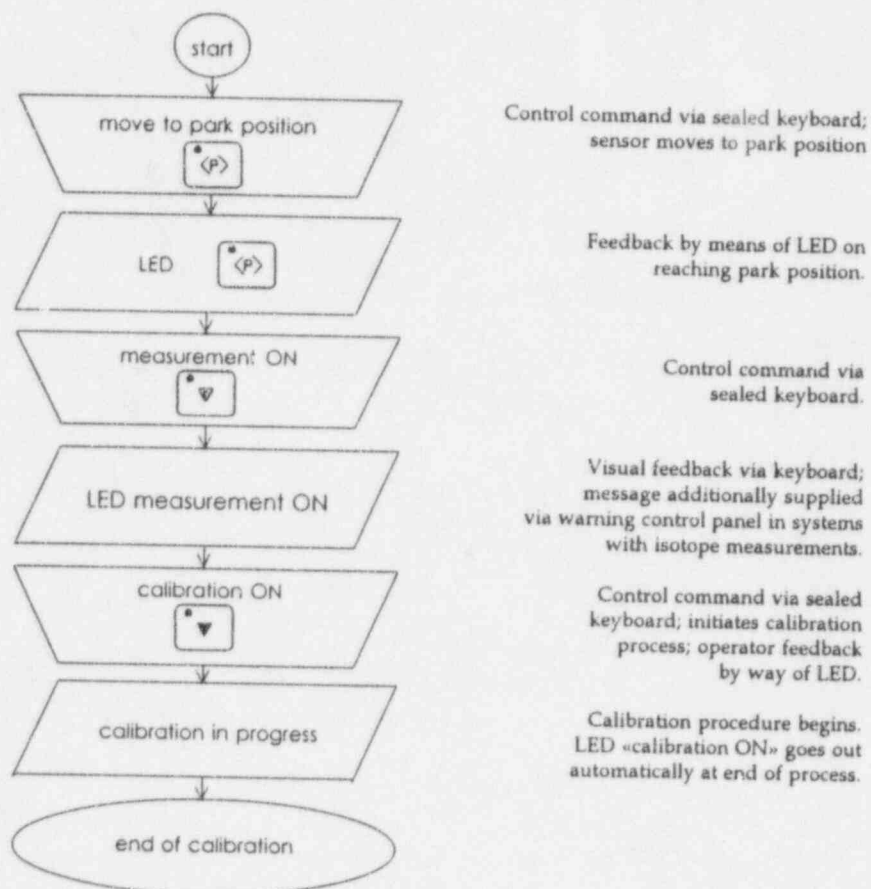 start
move to park position
Control command via sealed keyboard;
sensor moves to park position
<P>
LED <P>
Feedback by means of LED on
reaching park position.
measurement ON
Control command via
sealed keyboard.
LED measurement ON
Visual feedback via keyboard;
message additionally supplied
via warning control panel in systems
with isotope measurements.
calibration ON
Control command via sealed
keyboard; initiates calibration
process; operator feedback
by way of LED.
calibration in progress
Calibration procedure begins.
LED «calibration ON» goes out
automatically at end of process.
end of calibration